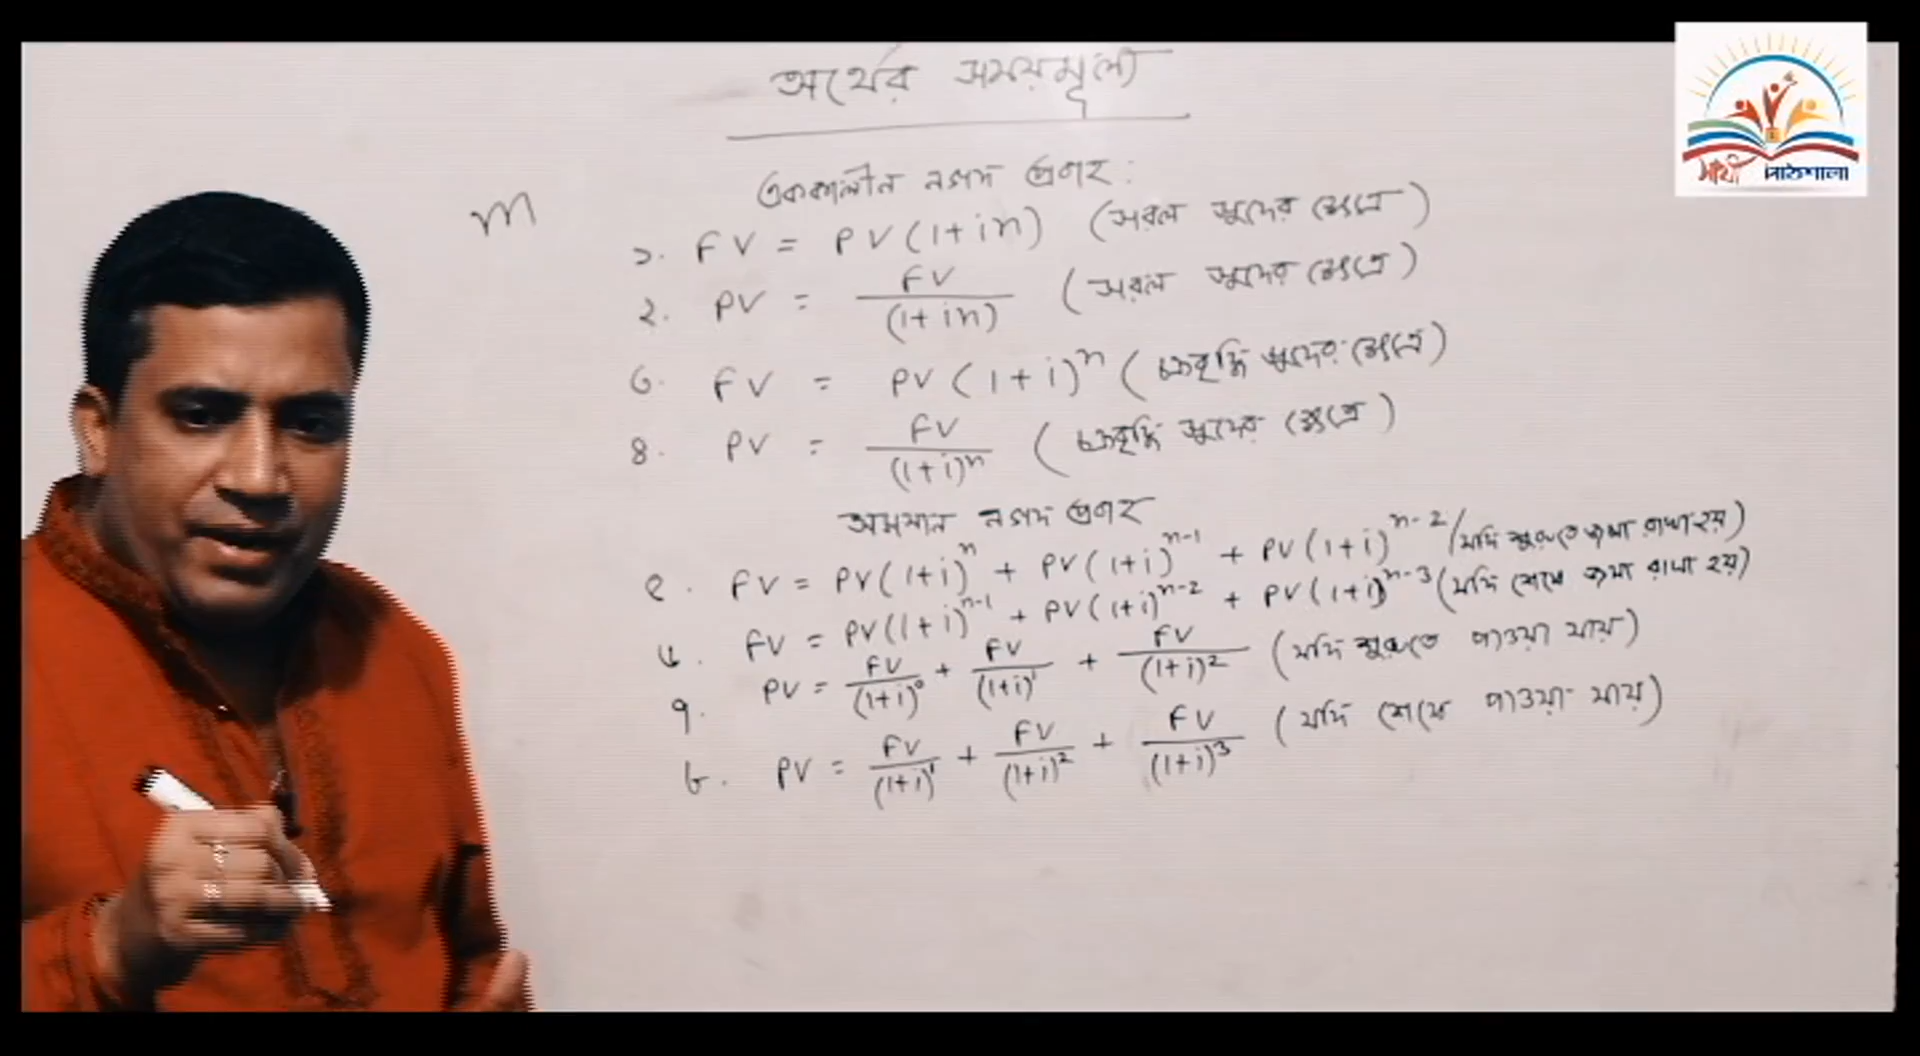 অর্থের সময়মূল্য
এককালীন নগদ প্রবাহ:
m
১. FV = PV(1+in) (সরল সুদের ক্ষেত্রে)
২. PV = FV/(1+in) (সরল সুদের ক্ষেত্রে)
৩. FV = PV(1+i)^n (চক্রবৃদ্ধি সুদের ক্ষেত্রে)
৪. PV = FV/(1+i)^n (চক্রবৃদ্ধি সুদের ক্ষেত্রে)
অসমান নগদ প্রবাহ
৫. FV = PV(1+i)^n + PV(1+i)^n-1 + PV(1+i)^n-2 (যদি শুরুতে জমা রাখা হয়)
৬. FV = PV(1+i)^n-1 + PV(1+i)^n-2 + PV(1+i)^n-3 (যদি শেষে জমা রাখা হয়)
৭. PV = FV/(1+i)^0 + FV/(1+i)^1 + FV/(1+i)^2 (যদি শুরুতে পাওয়া যায়)
৮. PV = FV/(1+i)^1 + FV/(1+i)^2 + FV/(1+i)^3 (যদি শেষে পাওয়া যায়)
সাথী পাঠশালা